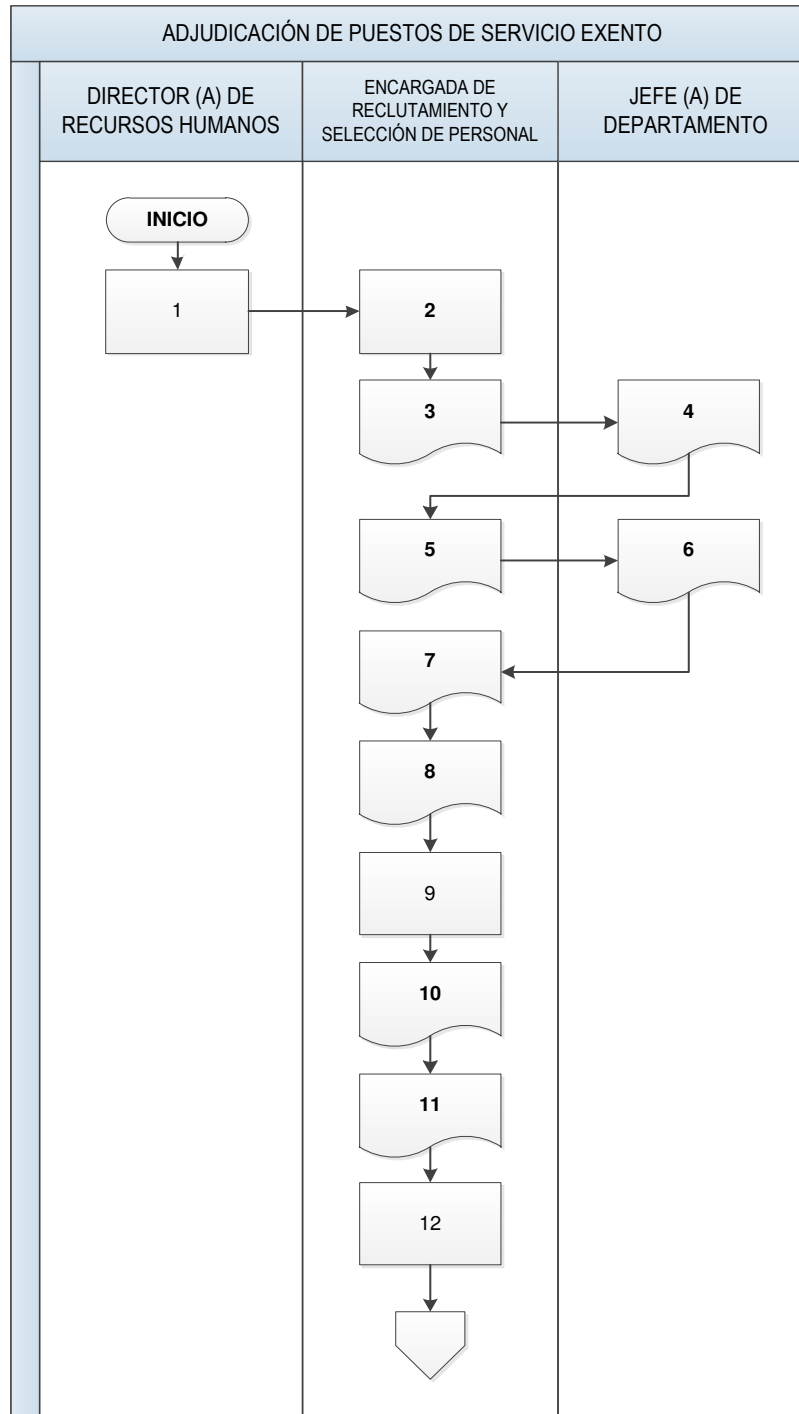 ADJUDICACIÓN DE PUESTOS DE SERVICIO EXENTO
DIRECTOR (A) DE
RECURSOS HUMANOS
ENCARGADA DE
RECLUTAMIENTO Y
SELECCIÓN DE PERSONAL
JEFE (A) DE
DEPARTAMENTO
INICIO
1
2
3
4
5
6
7
8
9
10
11
12